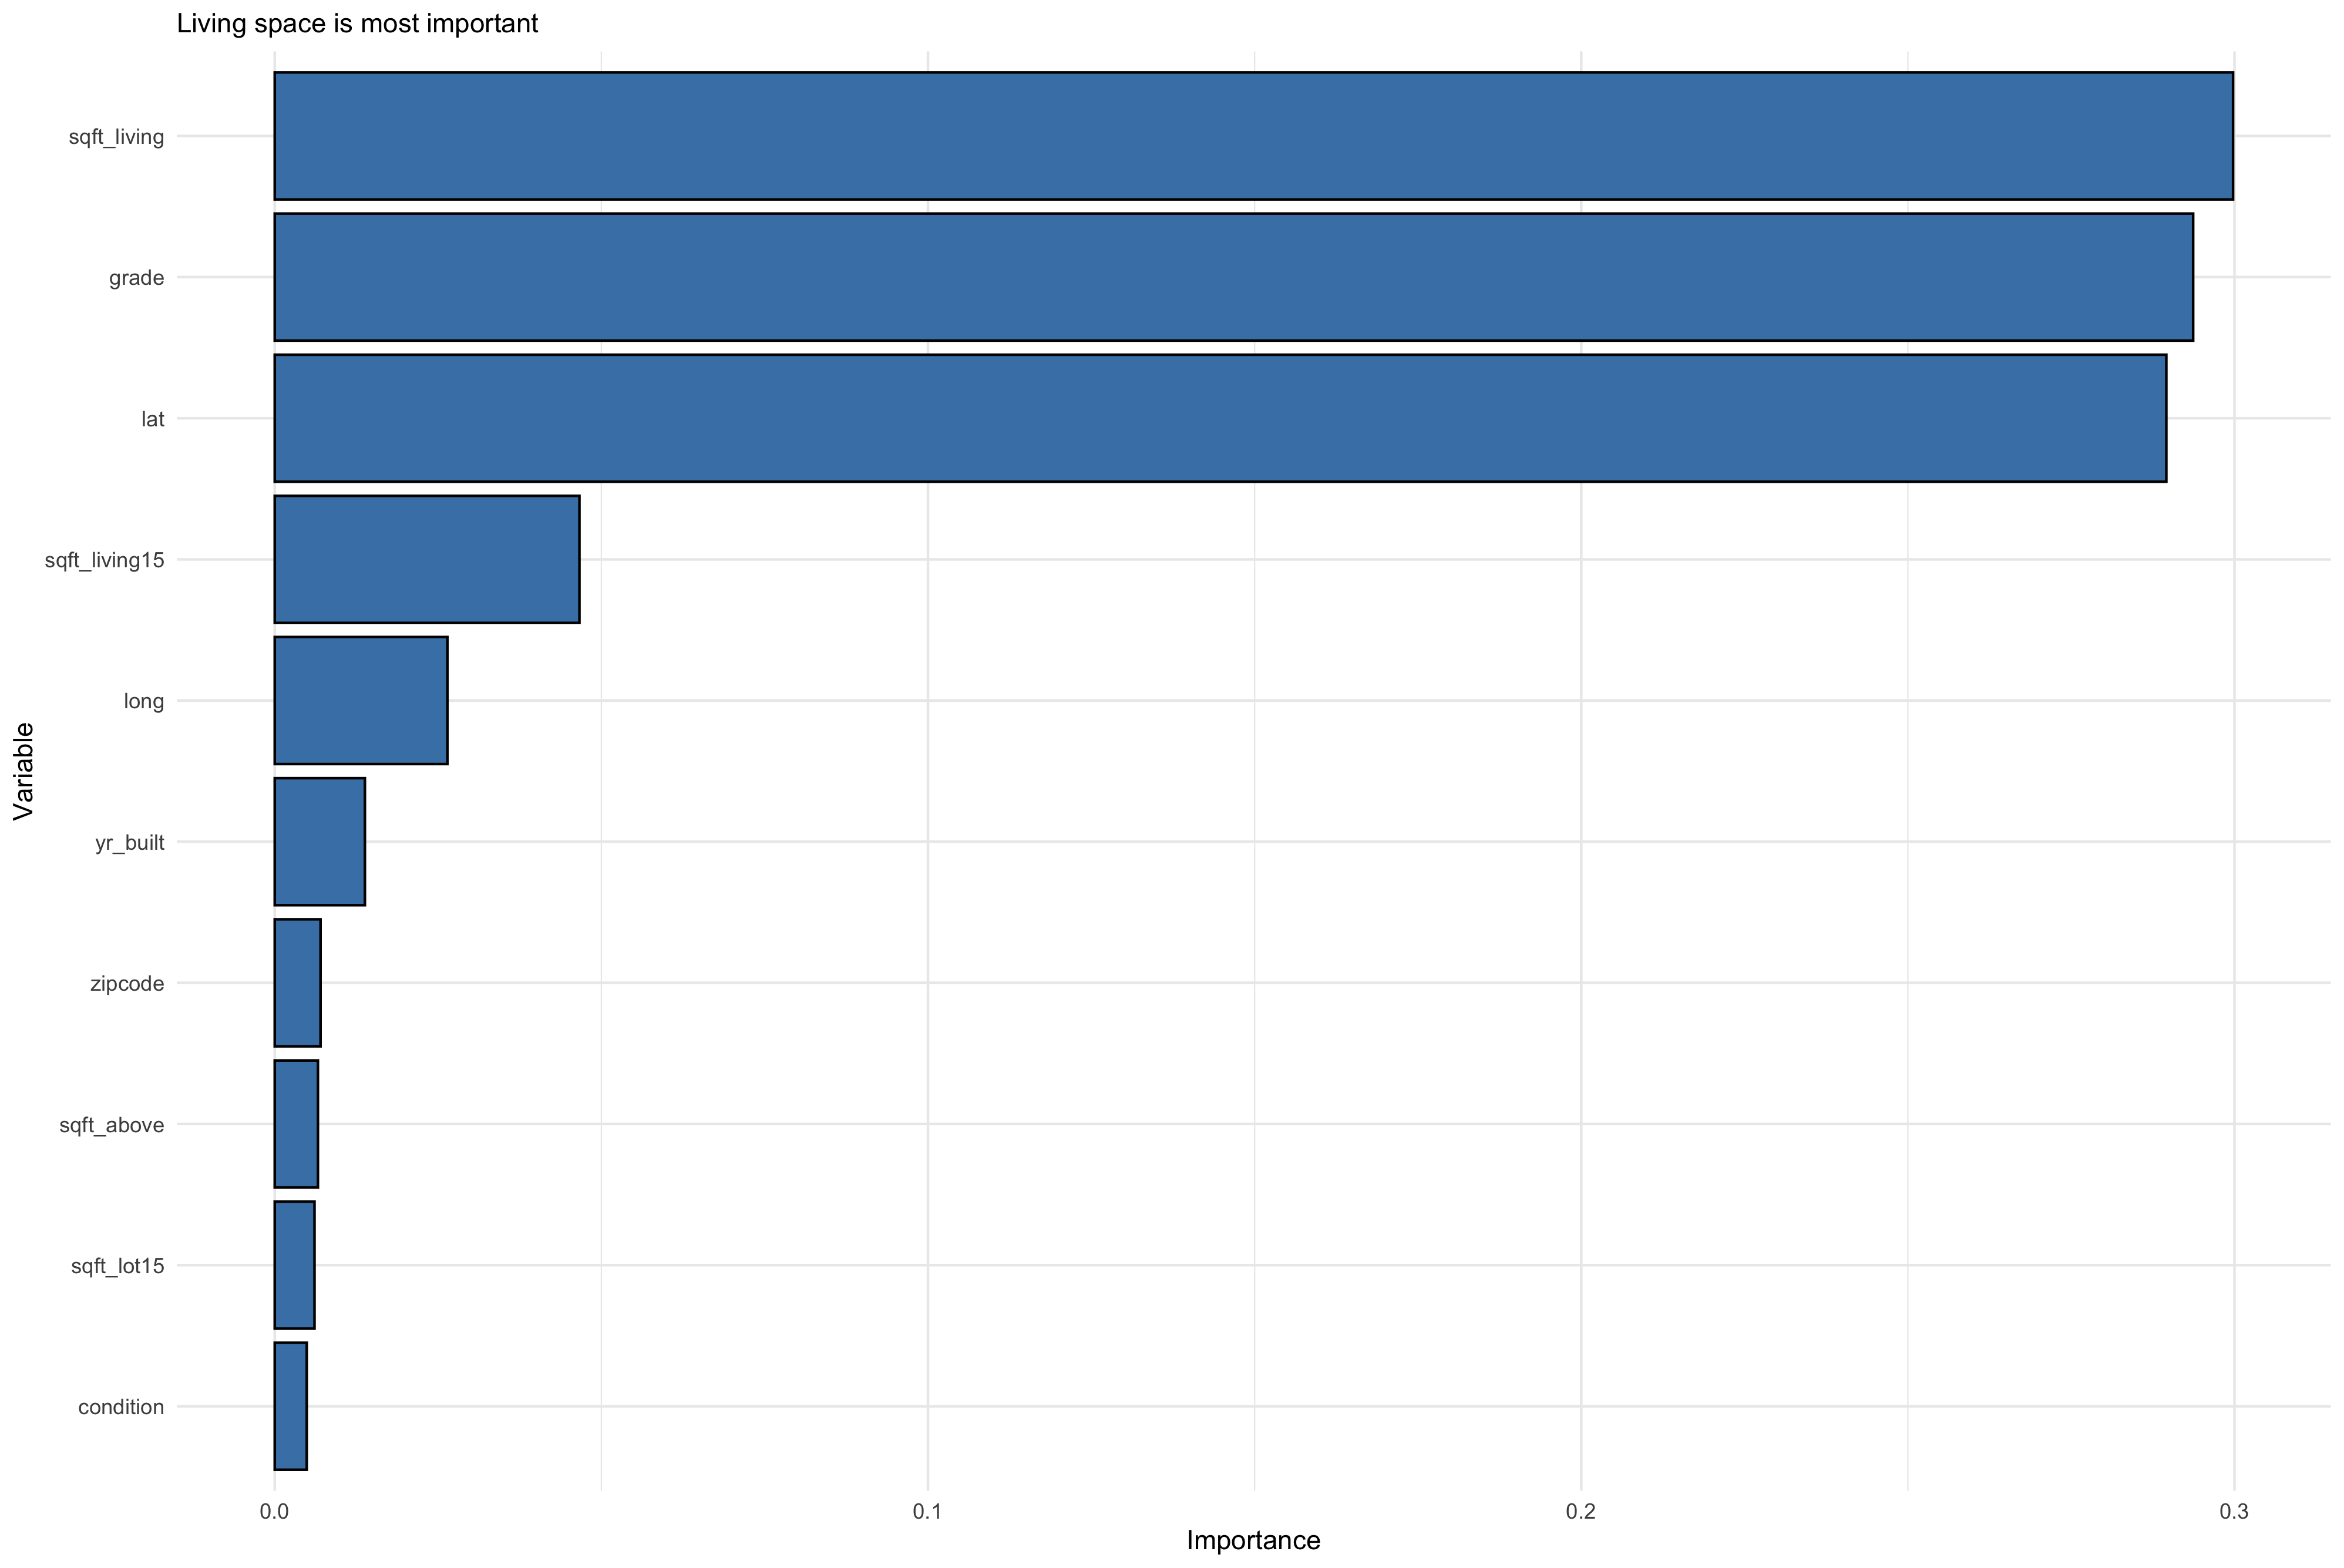 Living space is most important
sqft_living
grade
lat
sqft_living15
long
yr_built
zipcode
sqft_above
sqft_lot15
condition
Variable
0.0 0.1 0.2 0.3
Importance